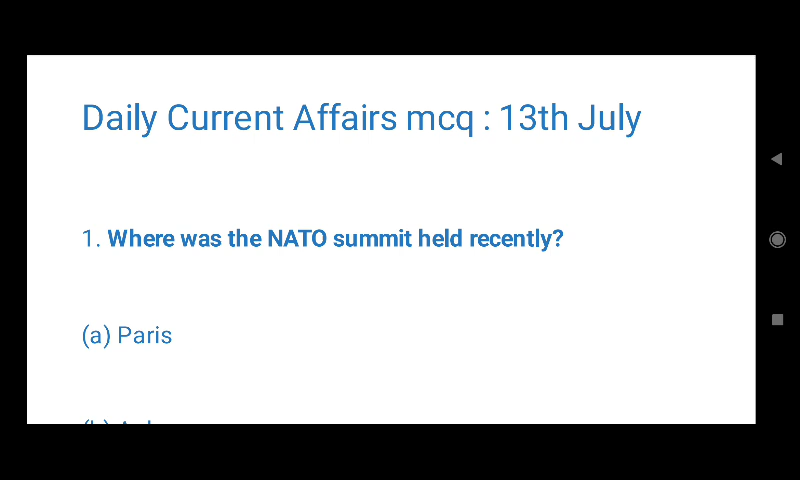 Daily Current Affairs mcq : 13th July
1. Where was the NATO summit held recently?
(a) Paris